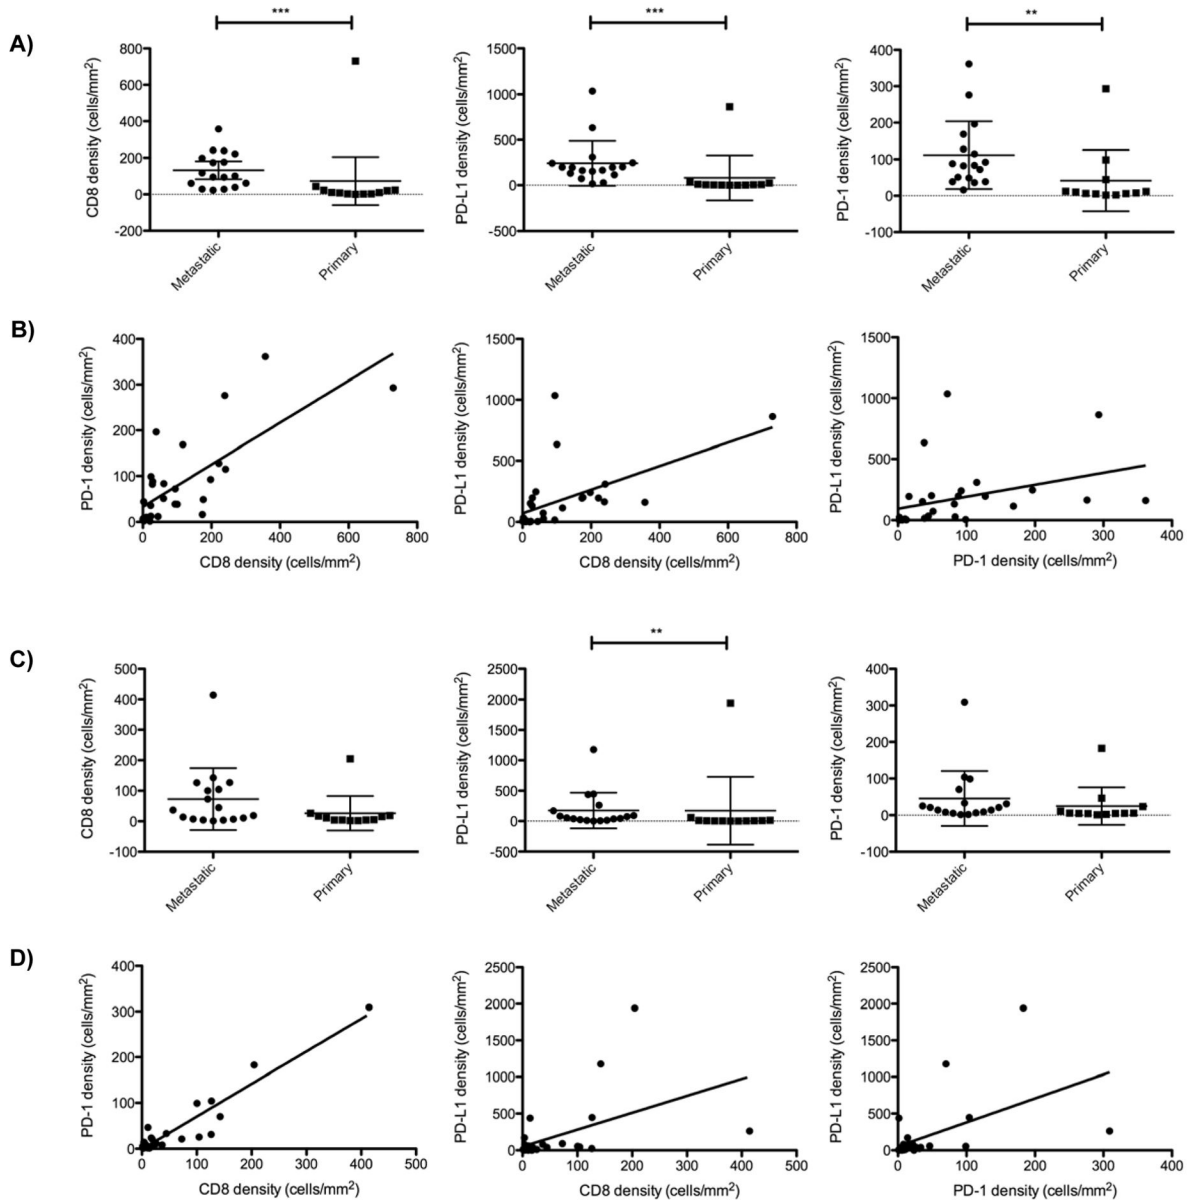 A)
***
CD8 density (cells/mm²)
800
600
400
200
0
-200
Metastatic
Primary
***
PD-L1 density (cells/mm²)
1500
1000
500
0
-500
Metastatic
Primary
**
PD-1 density (cells/mm²)
400
300
200
100
0
-100
Metastatic
Primary
B)
PD-1 density (cells/mm²)
400
300
200
100
0
0 200 400 600 800
CD8 density (cells/mm²)
PD-L1 density (cells/mm²)
1500
1000
500
0
0 200 400 600 800
CD8 density (cells/mm²)
PD-L1 density (cells/mm²)
1500
1000
500
0
0 100 200 300 400
PD-1 density (cells/mm²)
C)
CD8 density (cells/mm²)
500
400
300
200
100
0
-100
Metastatic
Primary
**
PD-L1 density (cells/mm²)
2500
2000
1500
1000
500
0
-500
Metastatic
Primary
PD-1 density (cells/mm²)
400
300
200
100
0
-100
Metastatic
Primary
D)
PD-1 density (cells/mm²)
400
300
200
100
0
0 100 200 300 400 500
CD8 density (cells/mm²)
PD-L1 density (cells/mm²)
2500
2000
1500
1000
500
0
0 100 200 300 400 500
CD8 density (cells/mm²)
PD-L1 density (cells/mm²)
2500
2000
1500
1000
500
0
0 100 200 300 400
PD-1 density (cells/mm²)